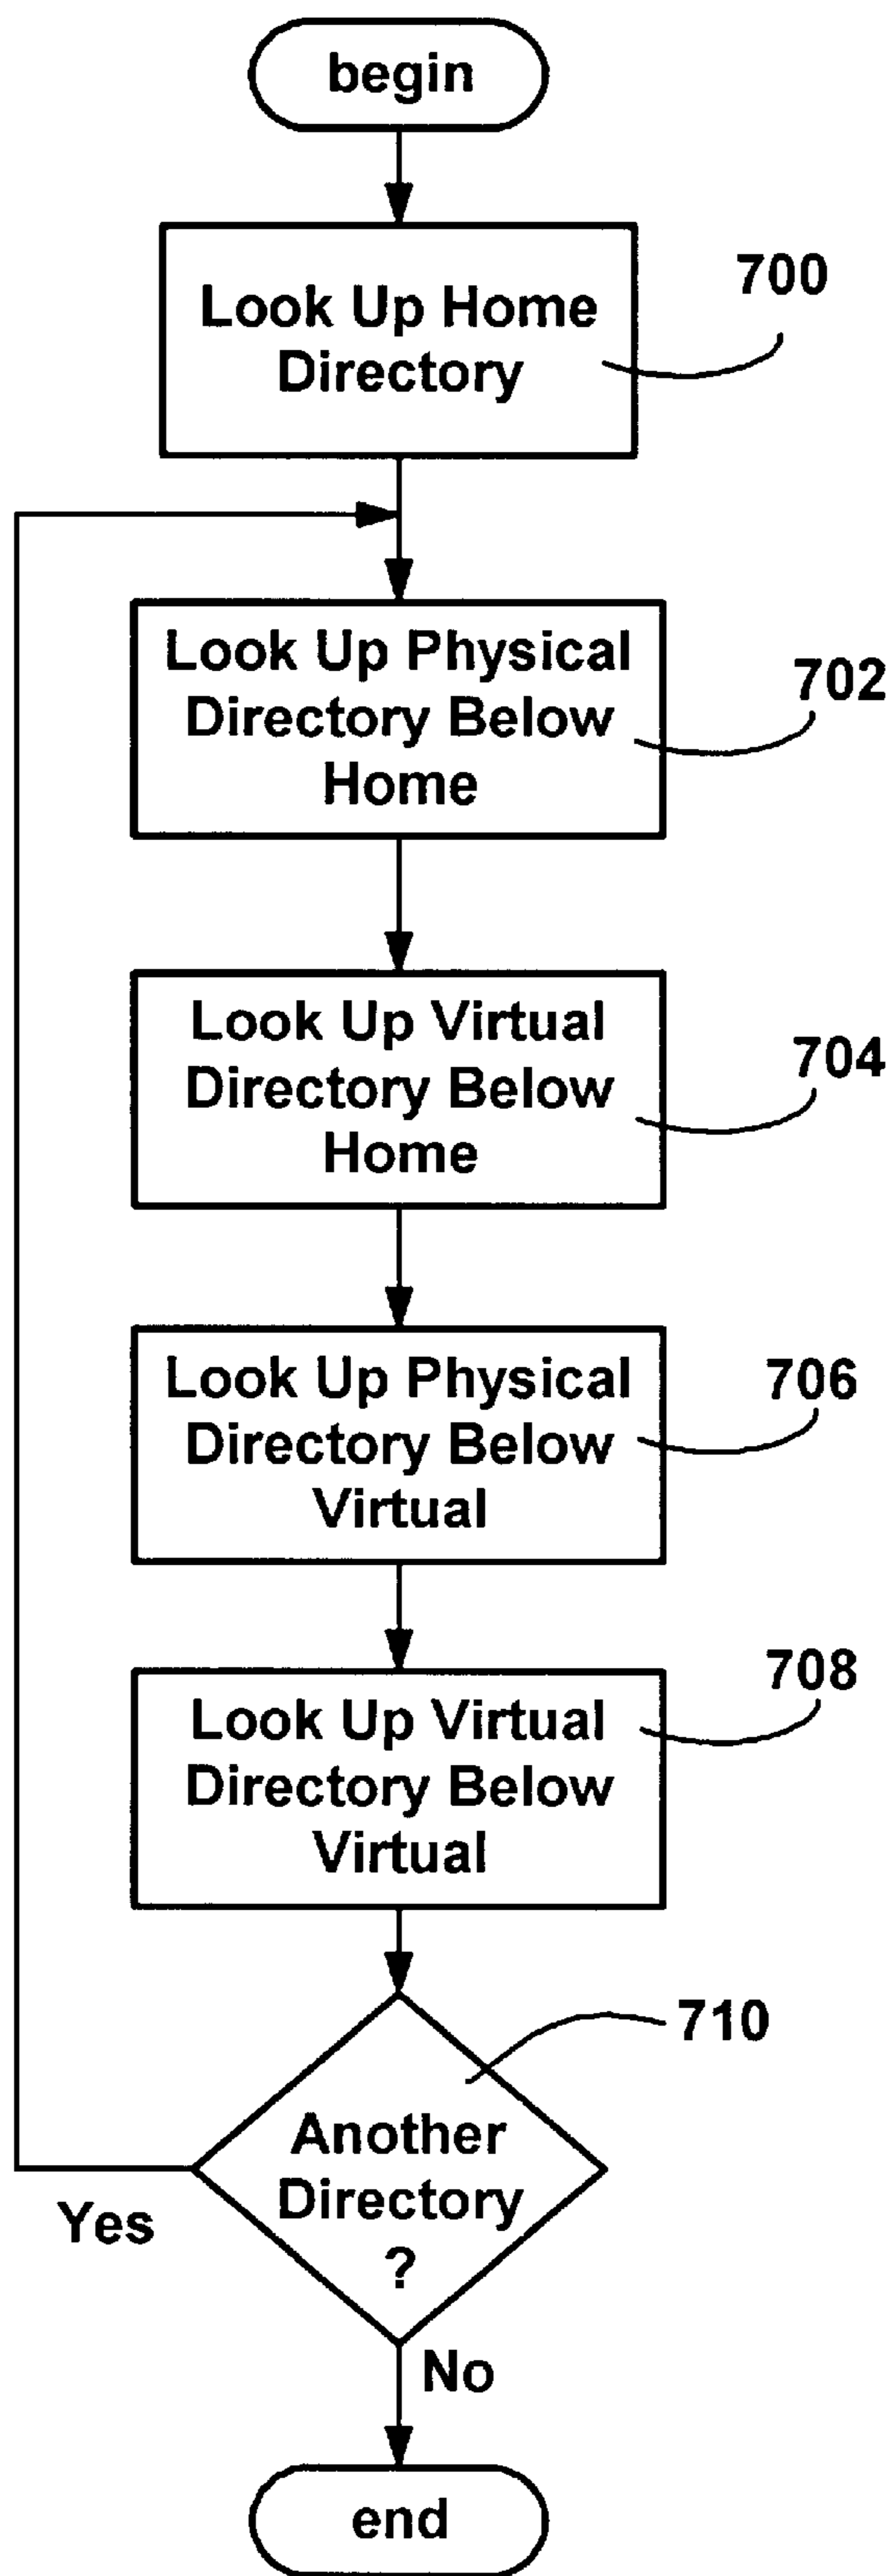 begin
Look Up Home
Directory
700
Look Up Physical
Directory Below
Home
702
Look Up Virtual
Directory Below
Home
704
Look Up Physical
Directory Below
Virtual
706
Look Up Virtual
Directory Below
Virtual
708
710
Another
Directory
?
Yes
No
end